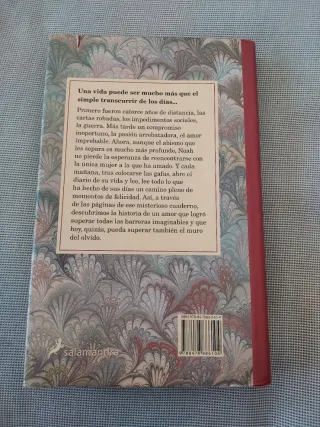 Una vida puede ser mucho más que el
simple transcurrir de los días...
Primero fueron catorce años de distancia, las
cartas robadas, los impedimentos sociales,
la guerra. Más tarde un compromiso
inoportuno, la pasión arrebatadora, el amor
improbable. Ahora, aunque el abismo que
los separa es mucho más profundo, Noah
no pierde la esperanza de reencontrarse con
la única mujer a la que ha amado. Y cada
mañana, tras colocarse las gafas, abre el
diario de su vida y lee, lee todo lo que
ha hecho de sus días un camino pleno de
momentos de felicidad. Así, a través
de las páginas de ese misterioso cuaderno,
descubrimos la historia de un amor que logró
superar todas las barreras imaginables y que
hoy, quizás, pueda superar también el muro
del olvido.
salamandra